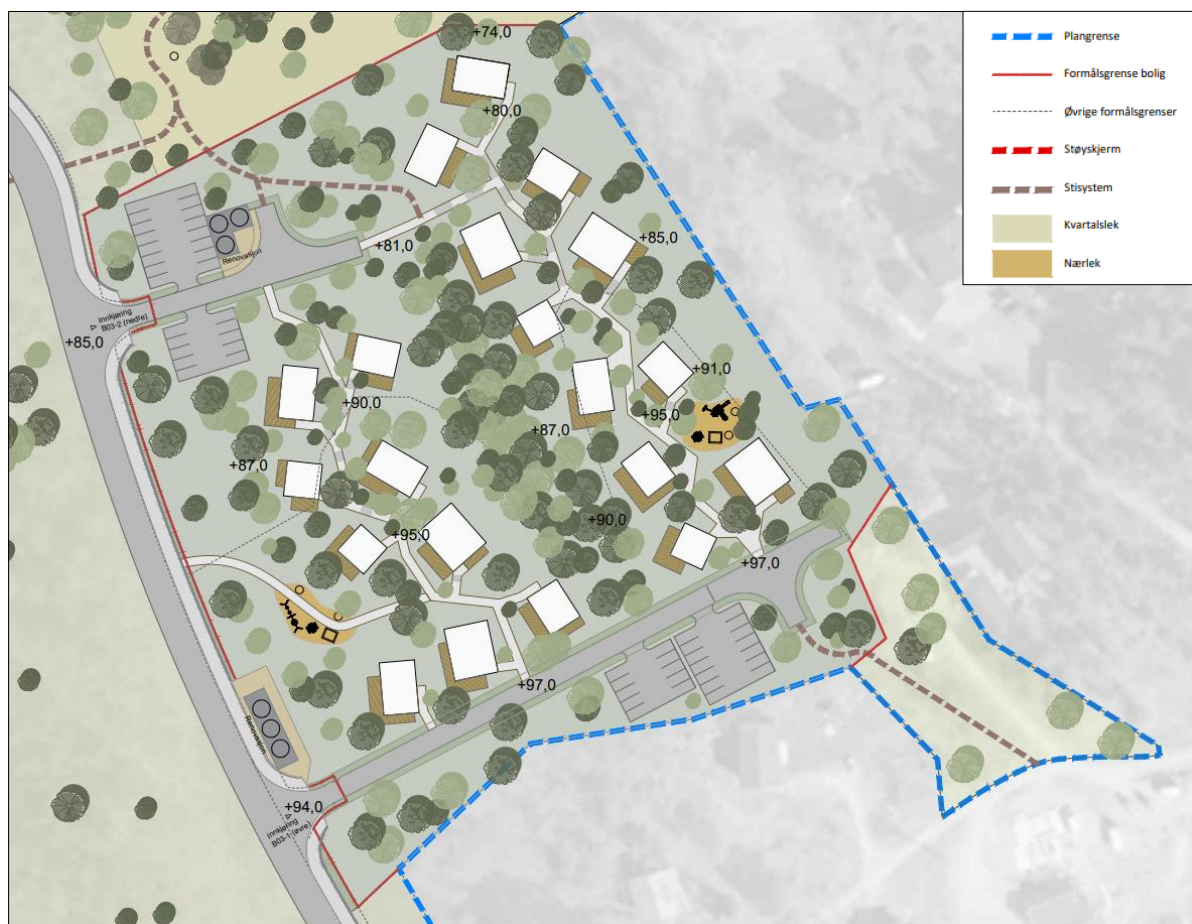 Plangrense
Formålsgrense bolig
Øvrige formålsgrenser
Støyskjerm
Stisystem
Kvartalslek
Nærlek
+74,0
+80,0
+81,0
+85,0
Renovasjon
Innkjøring
B03-2 (nedre)
+85,0
+91,0
+90,0
+95,0
+87,0
+87,0
+90,0
+95,0
+97,0
+97,0
Renovasjon
+94,0
Innkjøring
B03-1 (øvre)